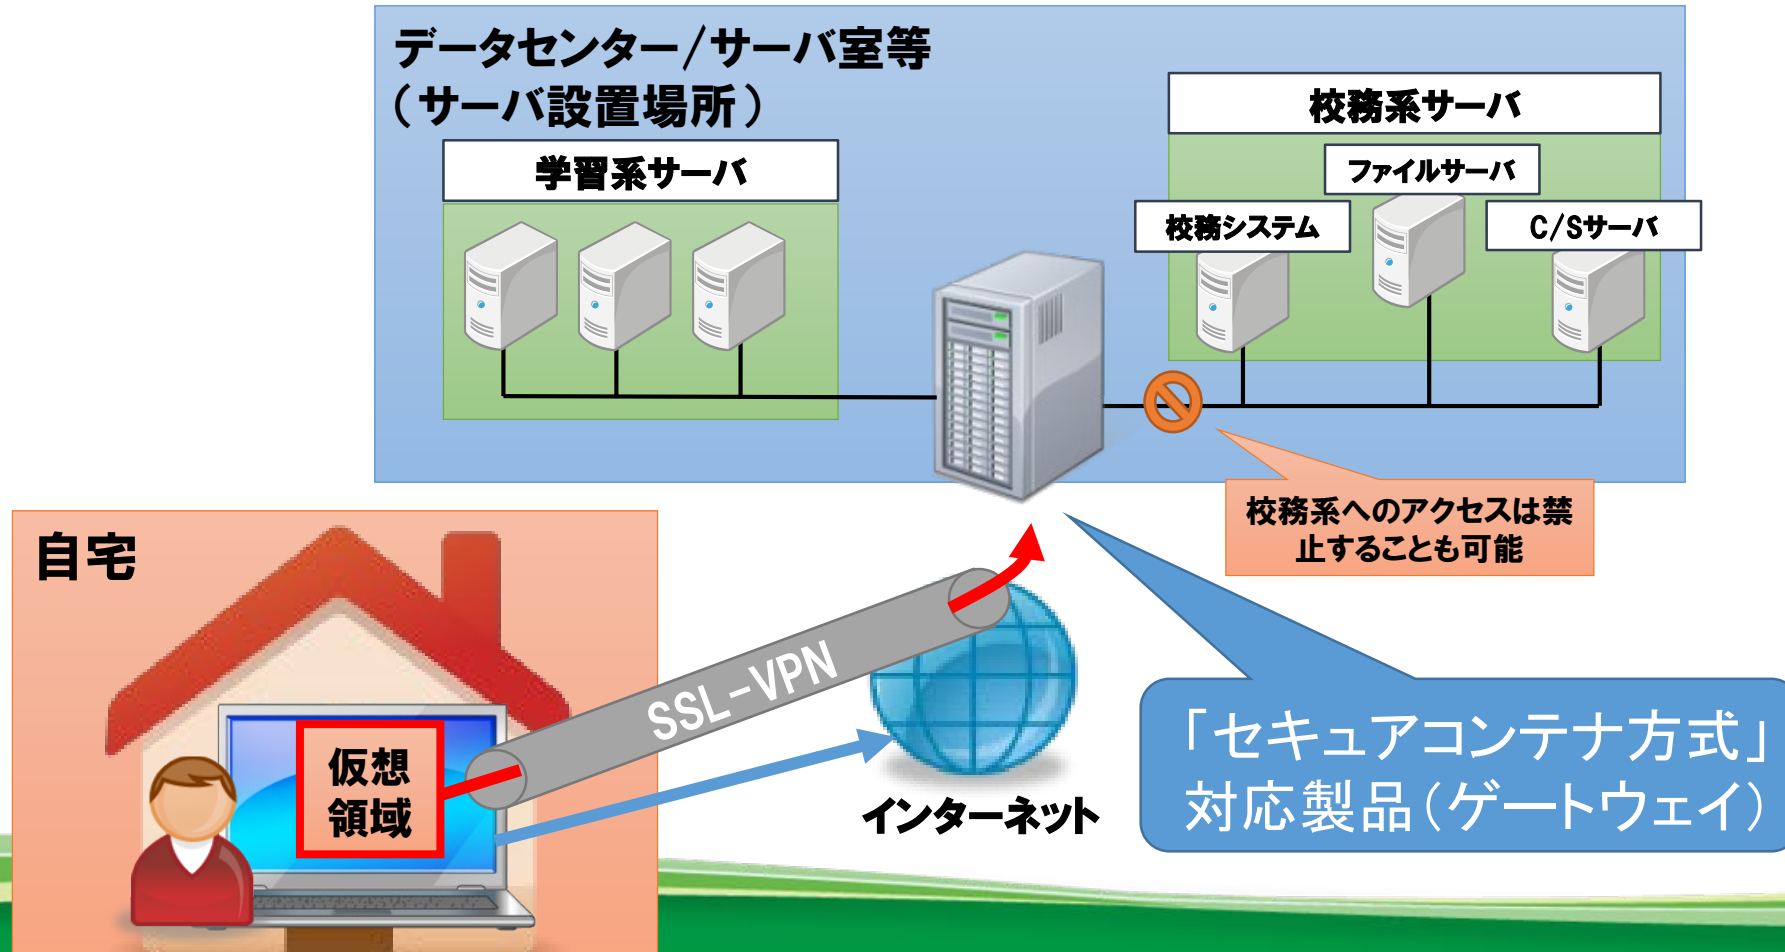 データセンター/サーバ室等
（サーバ設置場所）
学習系サーバ
校務系サーバ
ファイルサーバ
校務システム
C/Sサーバ
校務系へのアクセスは禁
止することも可能
自宅
仮想
領域
SSL-VPN
インターネット
「セキュアコンテナ方式」
対応製品（ゲートウェイ）